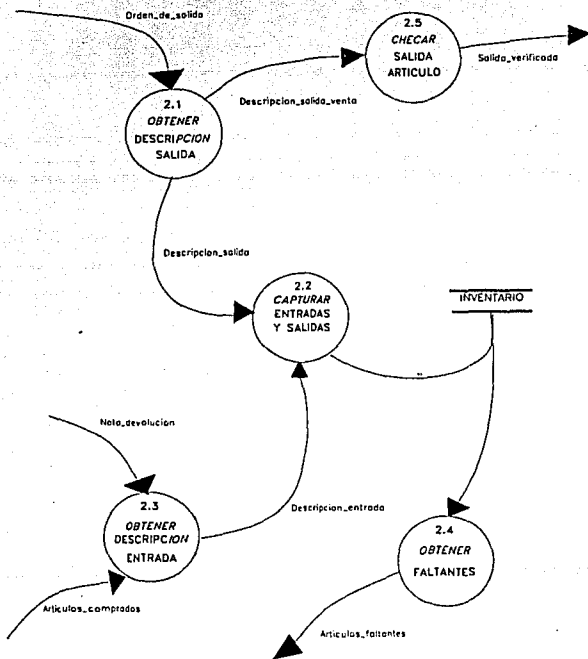 Orden_de_salida
2.5
CHECAR
SALIDA
ARTICULO
Salida_verificada
2.1
OBTENER
DESCRIPCION
SALIDA
Descripcion_salida_venta
Descripcion_salida
2.2
CAPTURAR
ENTRADAS
Y SALIDAS
INVENTARIO
Nota_devolucion
2.3
OBTENER
DESCRIPCION
ENTRADA
Descripcion_entrada
2.4
OBTENER
FALTANTES
Articulos_comprados
Articulos_faltantes